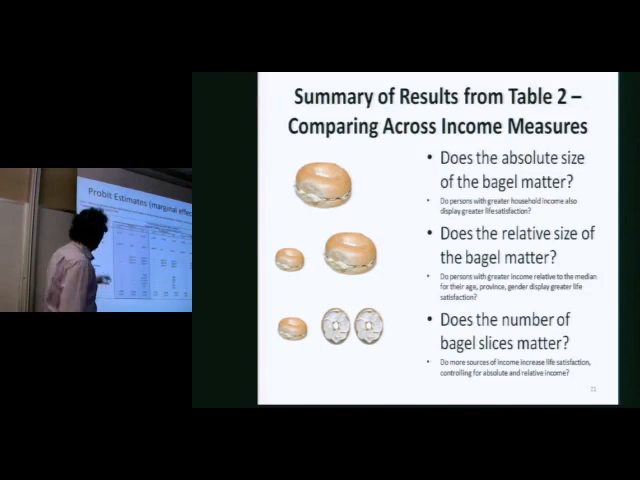 Probit Estimates (marginal effec
Summary of Results from Table 2 –
Comparing Across Income Measures
• Does the absolute size
of the bagel matter?
• Do persons with greater household income also
display greater life satisfaction?
• Does the relative size of
the bagel matter?
• Do persons with greater income relative to the median
for their age, province, gender display greater life
satisfaction?
• Does the number of
bagel slices matter?
• Do more sources of income increase life satisfaction,
controlling for absolute and relative income?
21